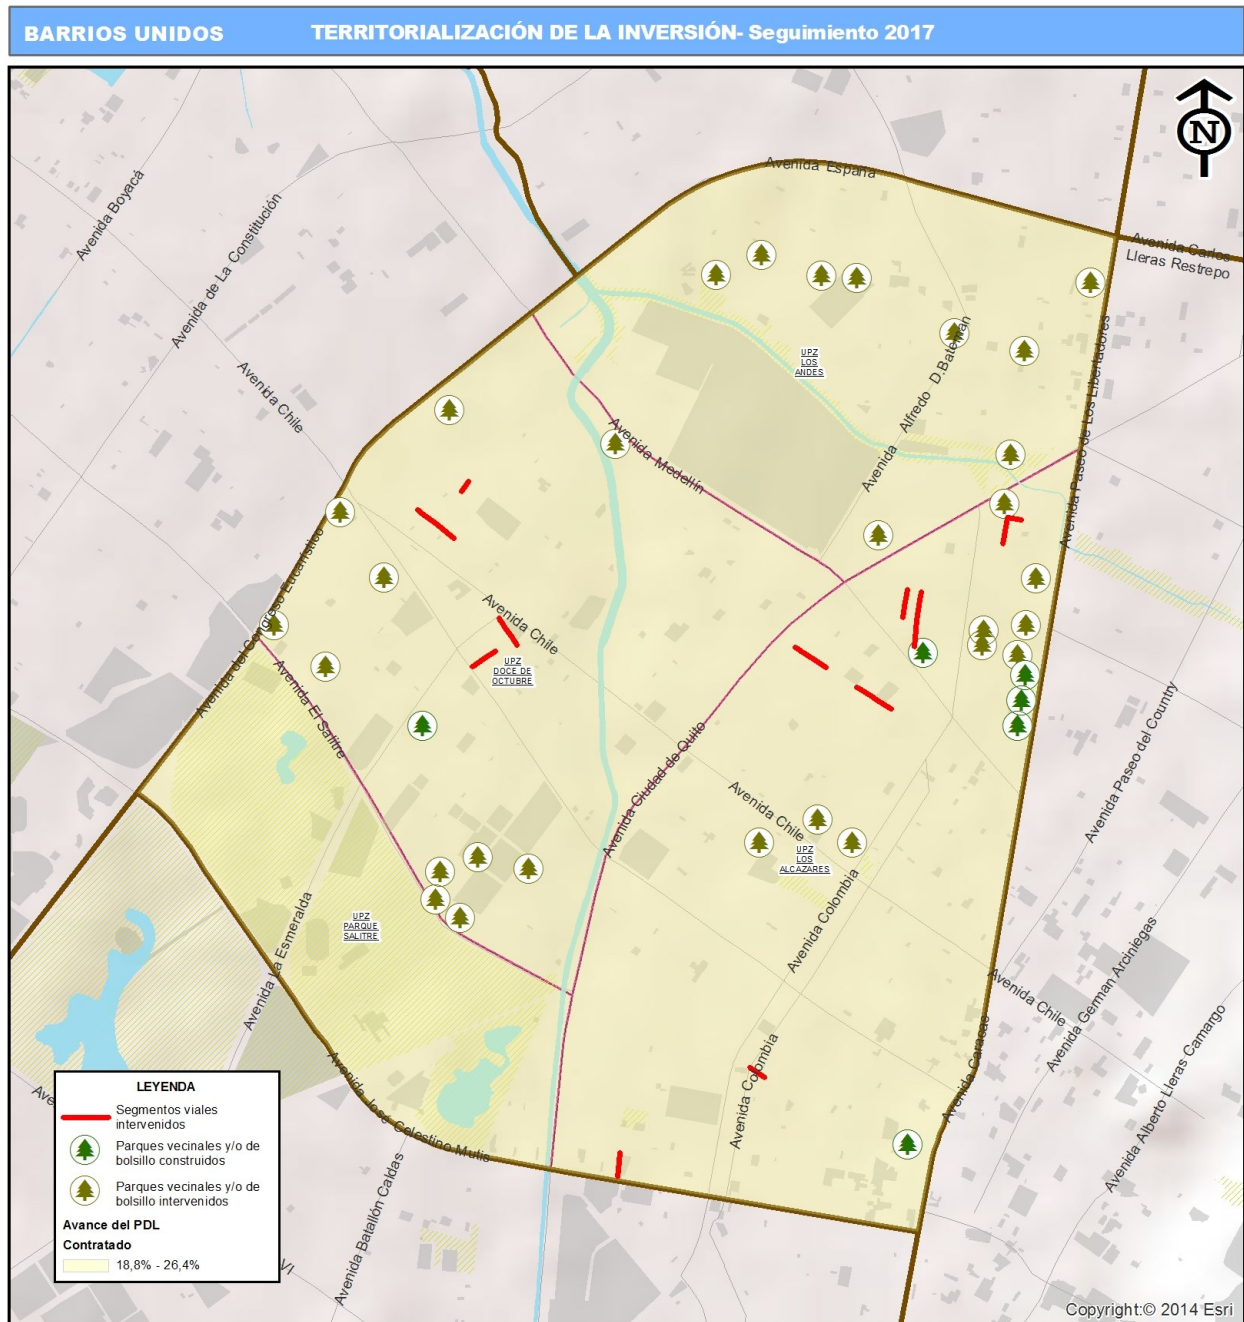 BARRIOS UNIDOS
TERRITORIALIZACIÓN DE LA INVERSIÓN- Seguimiento 2017
N
Avenida España
Avenida Carlos
Lleras Restrepo
Avenida Boyacá
Avenida de La Constitución
Avenida Chile
UPZ
LOS
ANDES
Avenida Alfredo D.Bateman
Avenida Paseo de Los Libertadores
Avenida Medellín
Avenida del Congreso Eucarístico
Avenida Chile
UPZ
DOCE DE
OCTUBRE
Avenida El Salitre
Avenida Ciudad de Quito
Avenida Paseo del Country
Avenida Chile
UPZ
LOS
ALCAZARES
Avenida Colombia
UPZ
PARQUE
SALITRE
Avenida La Esmeralda
Avenida Chile
Avenida German Arciniegas
Avenida Alberto Lleras Camargo
Avenida Caracas
Avenida Colombia
Avenida José Celestino Mutis
Avenida Batallón Caldas
Ave
VI
LEYENDA
Segmentos viales
intervenidos
Parques vecinales y/o de
bolsillo construidos
Parques vecinales y/o de
bolsillo intervenidos
Avance del PDL
Contratado
18,8% - 26,4%
Copyright:© 2014 Esri